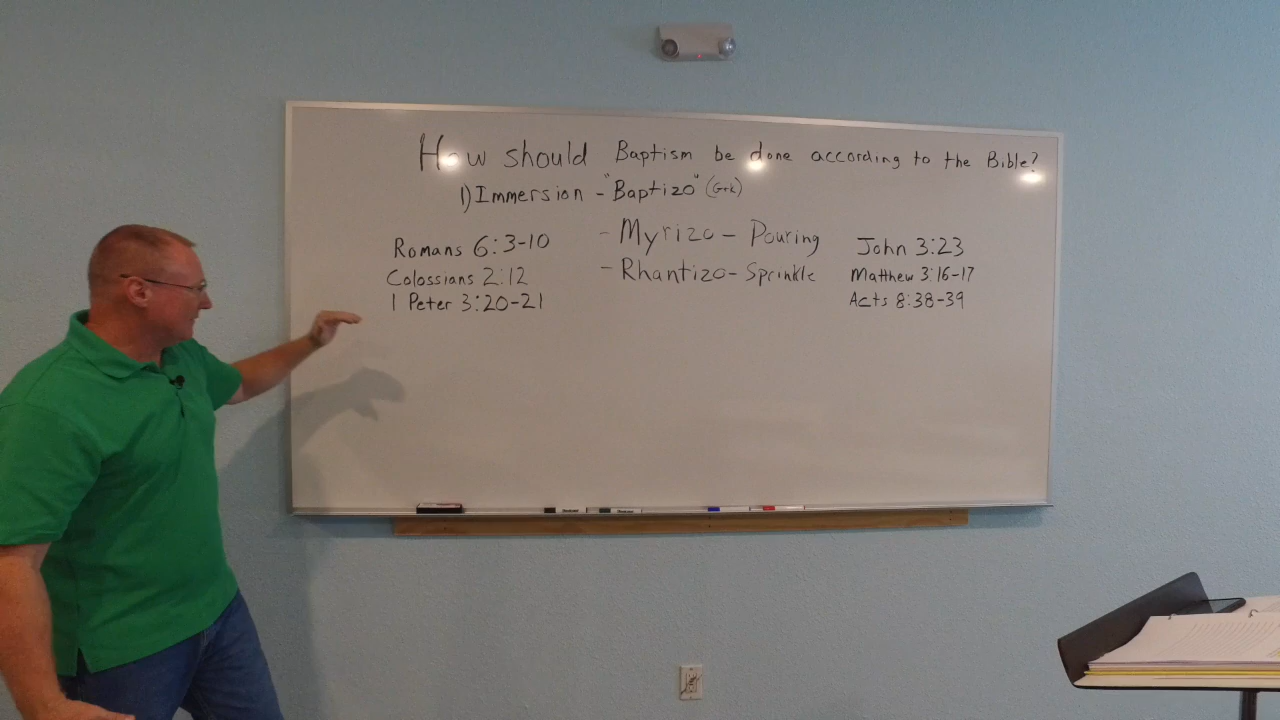 How should Baptism be done according to the Bible?
1) Immersion - "Baptizo" (Grk)
Romans 6:3-10
Colossians 2:12
1 Peter 3:20-21
- Myrizo - Pouring
- Rhantizo - Sprinkle
John 3:23
Matthew 3:16-17
Acts 8:38-39